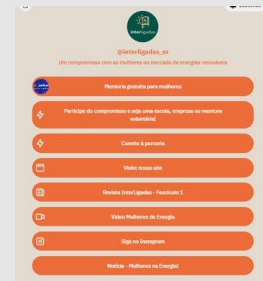 interligadas
@interligadas_er
Um compromisso com as mulheres no mercado de energias renováveis.
Mentoria gratuita para mulheres
Participe do compromisso e seja uma escola, empresa ou mentora
voluntária!
Convite à parceria
Visite nosso site
Revista InterLigadas - Fascículo 1
Vídeo Mulheres de Energia
Siga no Instagram
Notícia - Mulheres na Energia!